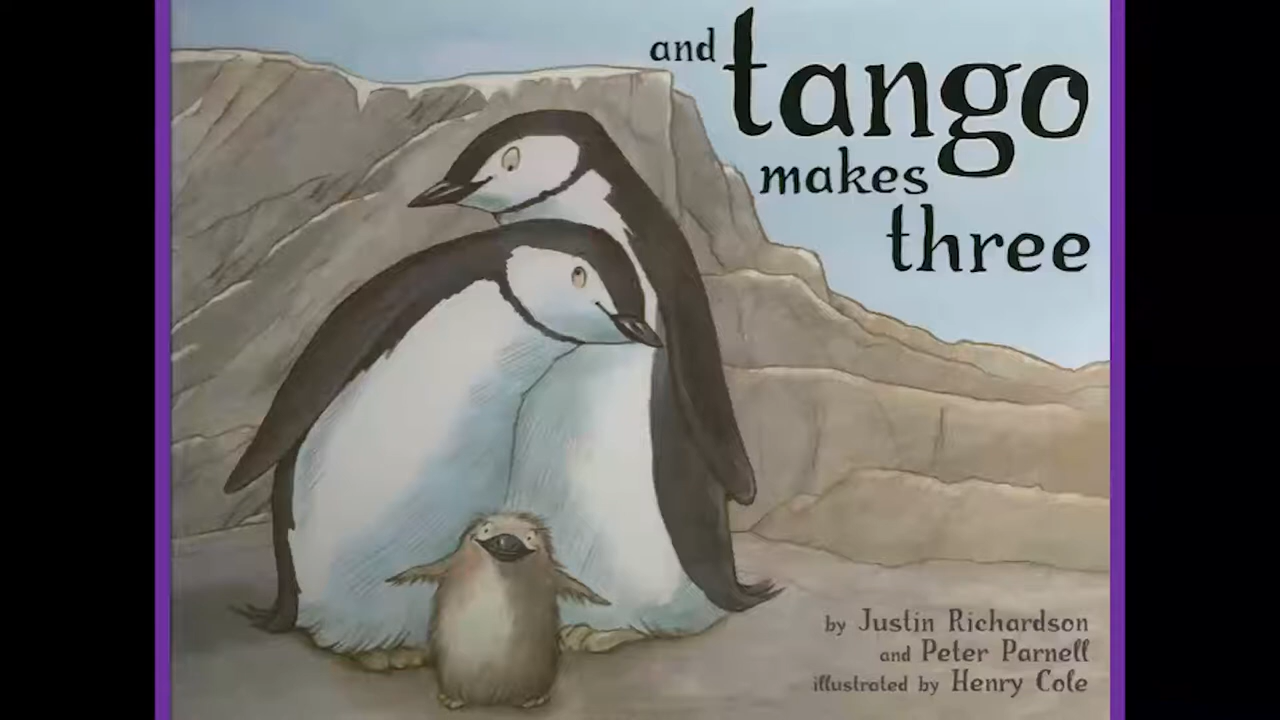 and tango
makes
three
by Justin Richardson
and Peter Parnell
illustrated by Henry Cole